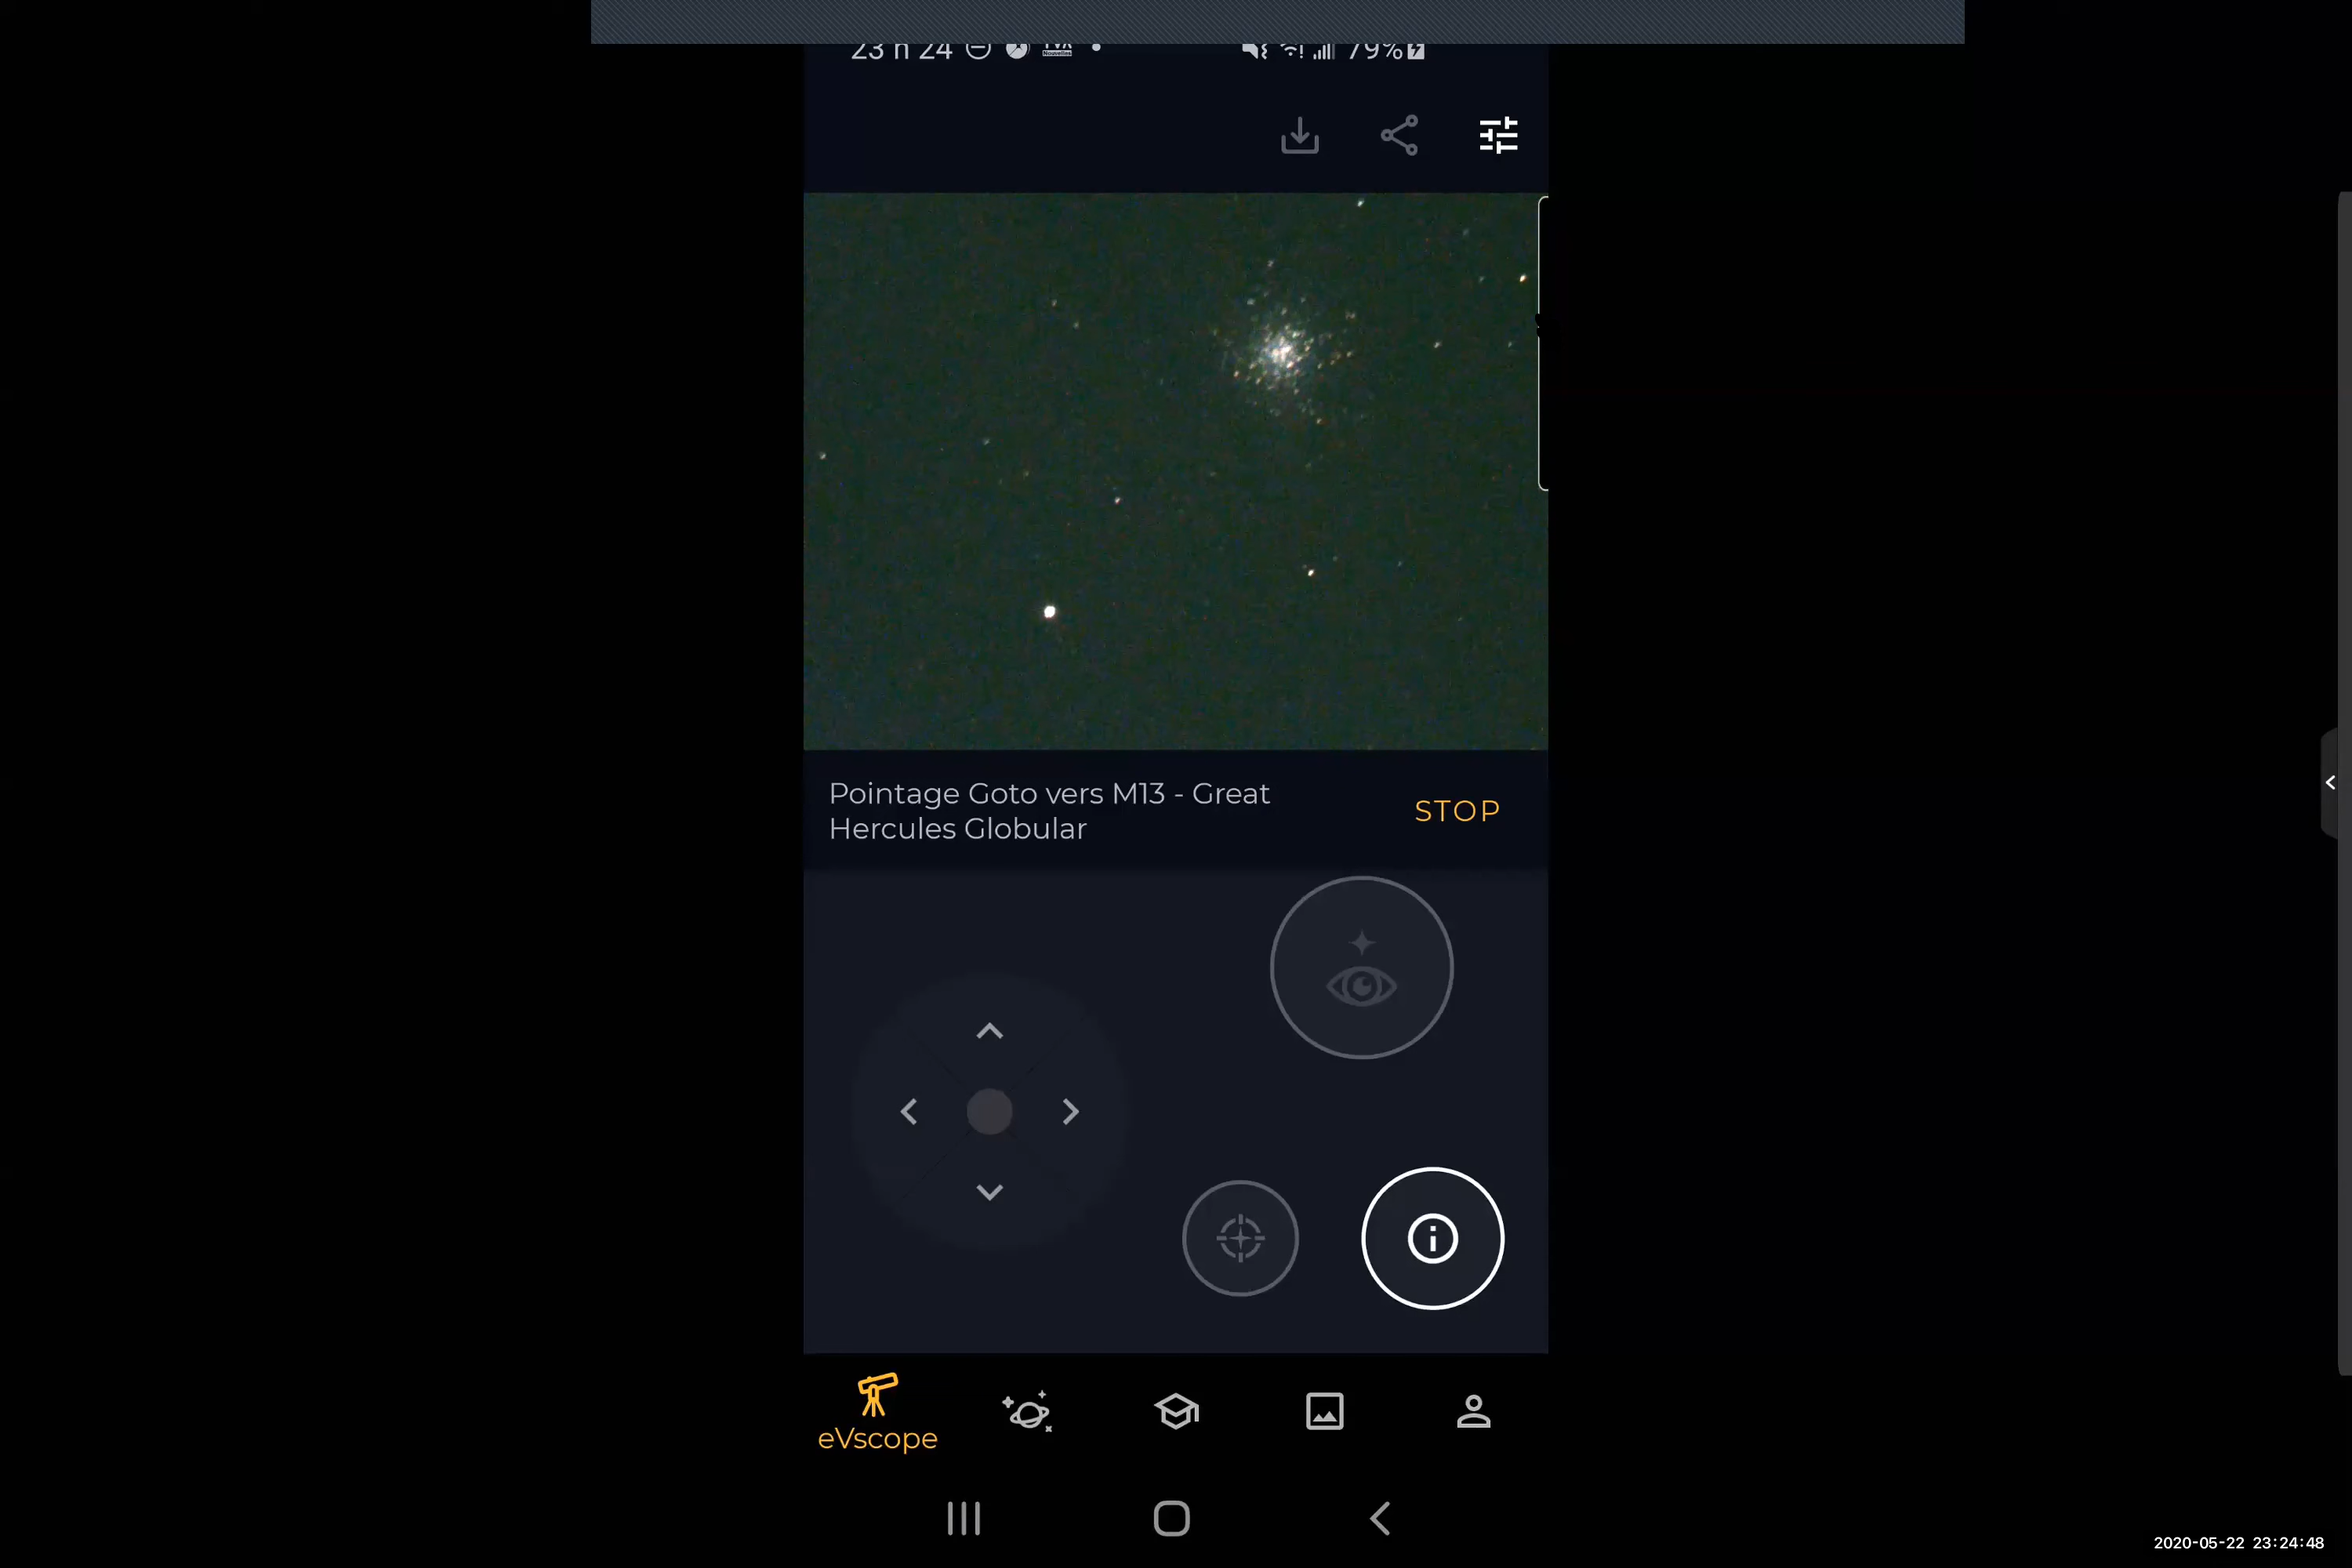 23 h 24 79%
Pointage Goto vers M13 - Great
Hercules Globular
STOP
eVscope
2020-05-22 23:24:48